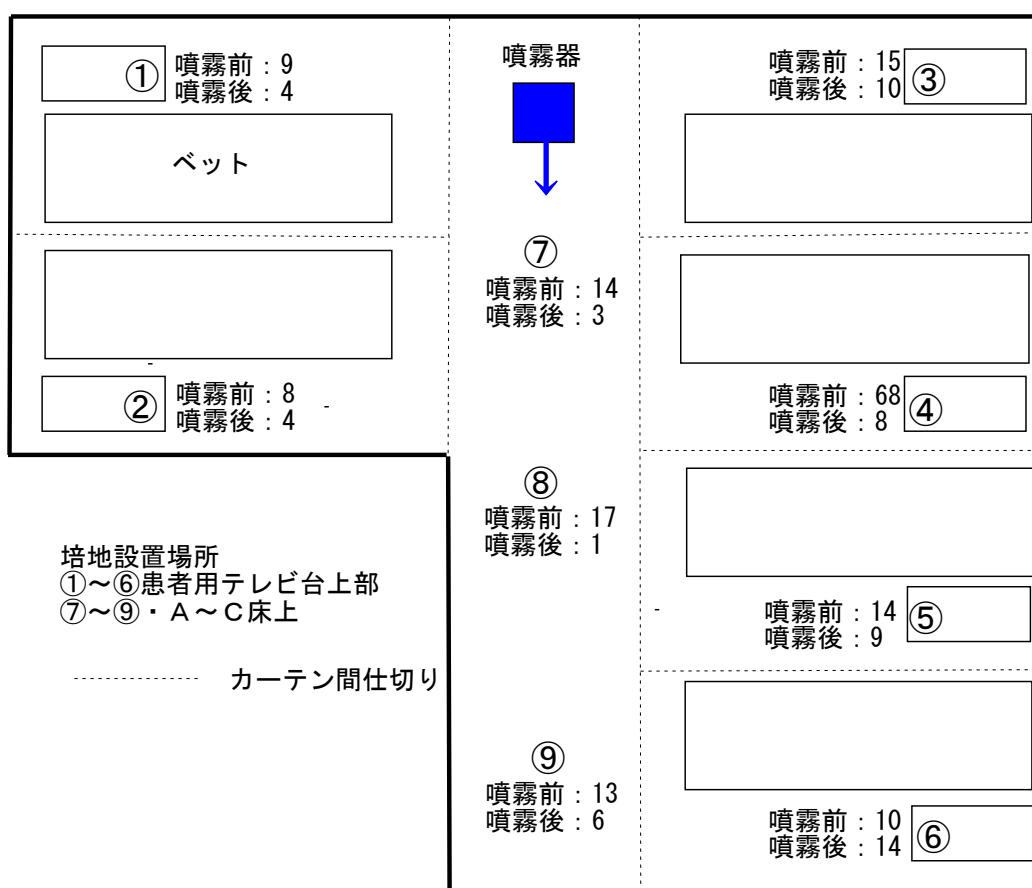 ① 噴霧前：9
噴霧後：4
ベット
噴霧器
噴霧前：15
噴霧後：10 ③
⑦
噴霧前：14
噴霧後：3
② 噴霧前：8
噴霧後：4
噴霧前：68
噴霧後：8 ④
⑧
噴霧前：17
噴霧後：1
噴霧前：14
噴霧後：9 ⑤
培地設置場所
①～⑥患者用テレビ台上部
⑦～⑨・Ａ～Ｃ床上
カーテン間仕切り
⑨
噴霧前：13
噴霧後：6
噴霧前：10
噴霧後：14 ⑥